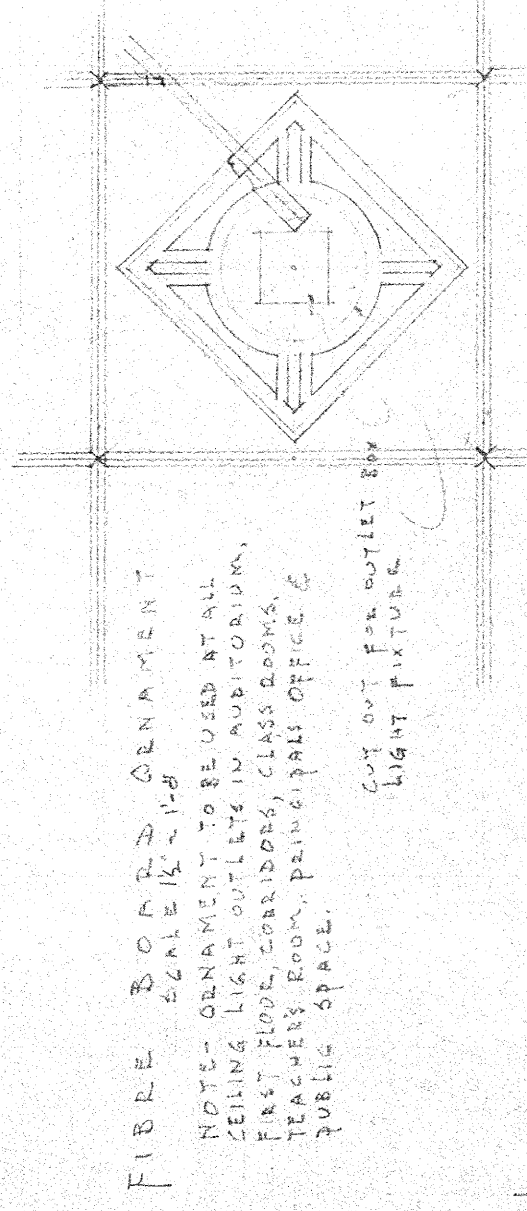 FIBRE BOARD ORNAMENT
SCALE 1½" ~ 1'-0
NOTE- ORNAMENT TO BE USED AT ALL
CEILING LIGHT OUTLETS IN AUDITORIUM,
FIRST FLOOR, CORRIDORS, CLASS ROOMS,
TEACHERS ROOM, PRINCIPALS OFFICE &
PUBLIC SPACE.
CUT OUT FOR OUTLET BOX
LIGHT FIXTURE